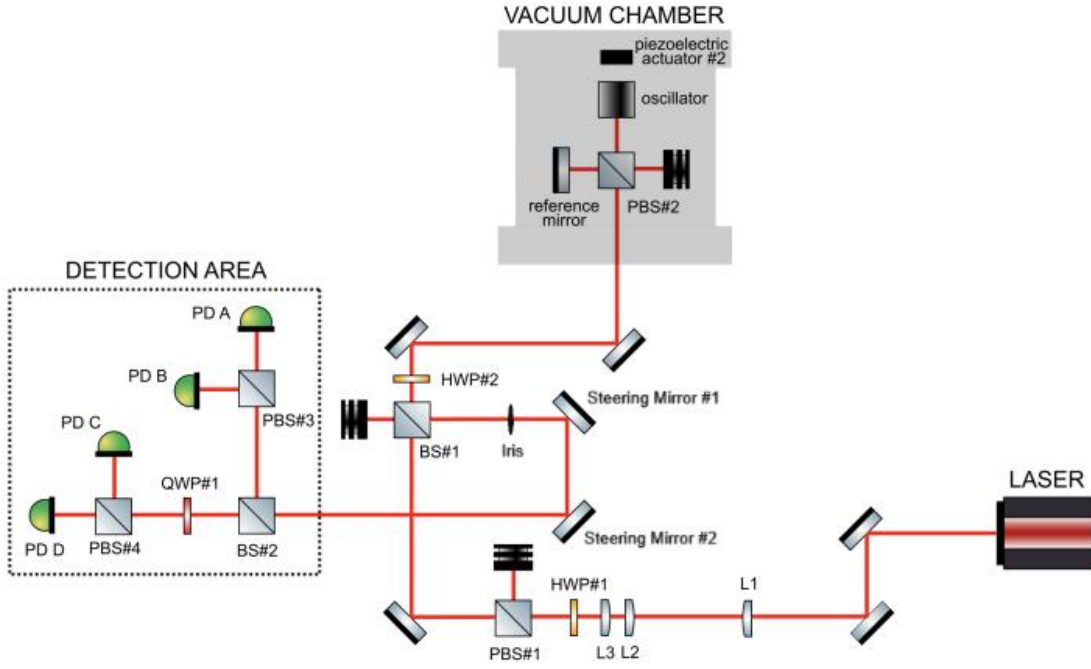 VACUUM CHAMBER
piezoelectric
actuator #2
oscillator
reference
mirror
PBS#2
DETECTION AREA
PD A
PD B
PBS#3
PD C
QWP#1
PD D
PBS#4
BS#2
HWP#2
BS#1
Iris
Steering Mirror #1
Steering Mirror #2
LASER
HWP#1
L1
PBS#1
L3
L2